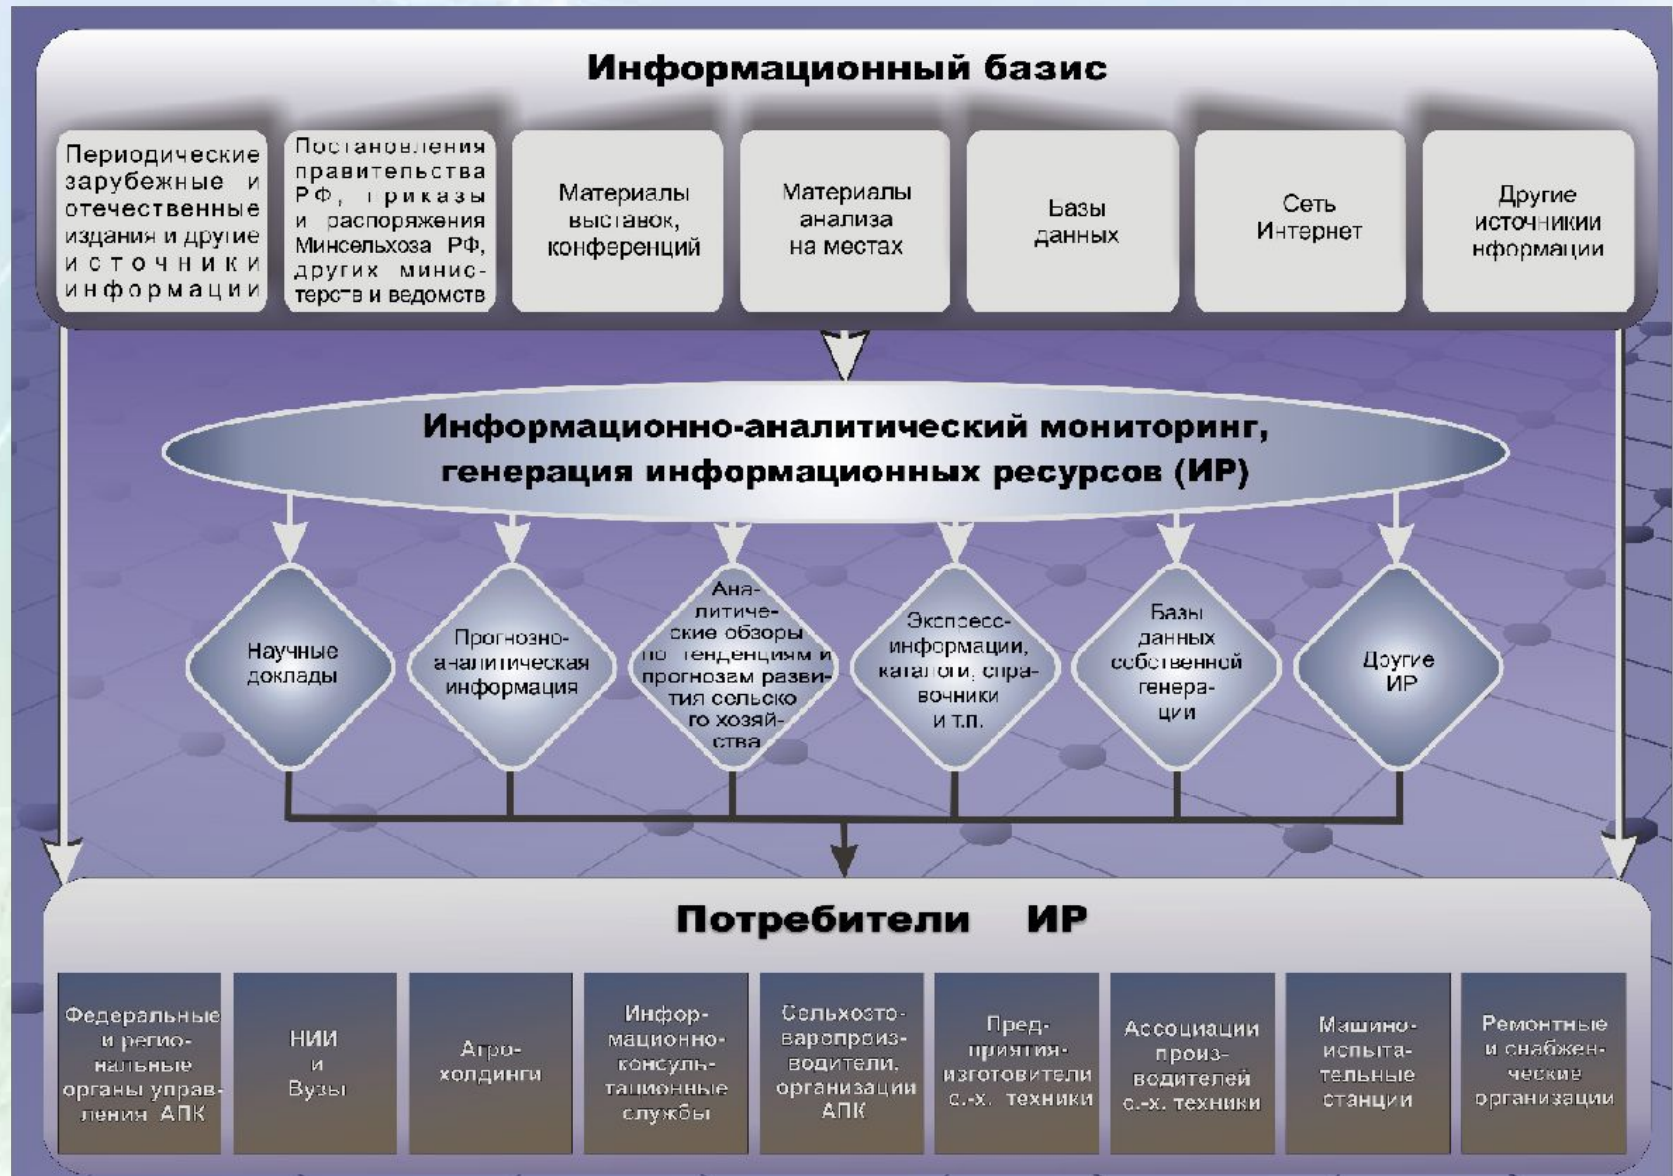 Информационный базис
Периодические
зарубежные и
отечественные
издания и другие
источники
информации
Постановления
правительства
РФ, приказы
и распоряжения
Минсельхоза РФ,
других минис-
терств и ведомств
Материалы
выставок,
конференций
Материалы
анализа
на местах
Базы
данных
Сеть
Интернет
Другие
источникии
нформации
Информационно-аналитический мониторинг,
генерация информационных ресурсов (ИР)
Научные
доклады
Прогнозно-
аналитическая
информация
Ана-
литиче-
ские обзоры
по тенденциям и
прогнозам разви-
тия сельско
го хозяй-
ства
Экспресс-
информации,
каталоги, спра-
вочники
и т.п.
Базы
данных
собственной
генера-
ции
Другие
ИР
Потребители ИР
Федеральные
и регио-
нальные
органы управ-
ления АПК
НИИ
и
Вузы
Агро-
холдинги
Инфор-
мационно-
консуль-
тационные
службы
Сельхозто-
варопроиз-
водители,
организации
АПК
Пред-
приятия-
изготовители
с.-х. техники
Ассоциации
произ-
водителей
с.-х. техники
Машино-
испыта-
тельные
станции
Ремонтные
и снабжен-
ческие
организации